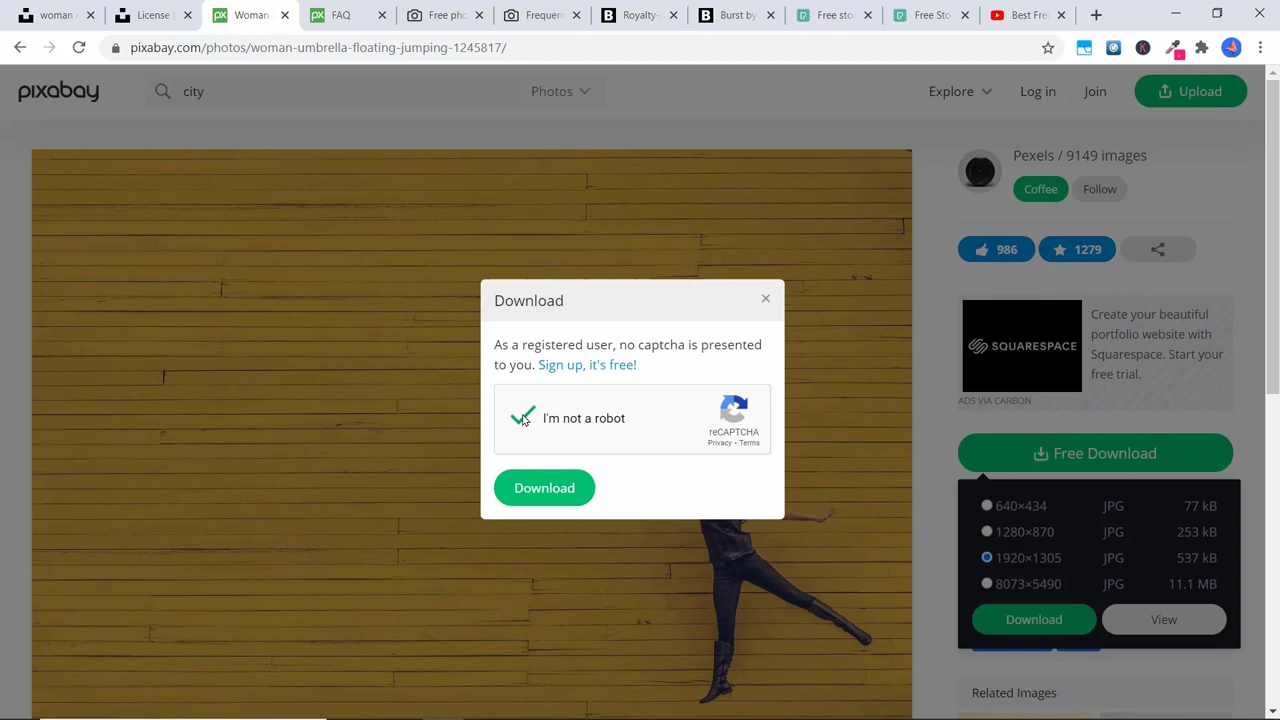 woman u
License |
Woman
FAQ
Free pho
Frequen
Royalty-
Burst by
Free sto
Free Sto
Best Fre
pixabay.com/photos/woman-umbrella-floating-jumping-1245817/
pixabay
city
Photos
Explore
Log in
Join
Upload
Pexels / 9149 images
Coffee
Follow
986
1279
SQUARESPACE
Create your beautiful
portfolio website with
Squarespace. Start your
free trial.
ADS VIA CARBON
Download
As a registered user, no captcha is presented
to you. Sign up, it's free!
I'm not a robot
reCAPTCHA
Privacy - Terms
Download
Free Download
640×434 JPG 77 kB
1280×870 JPG 253 kB
1920×1305 JPG 537 kB
8073×5490 JPG 11.1 MB
Download
View
Related Images